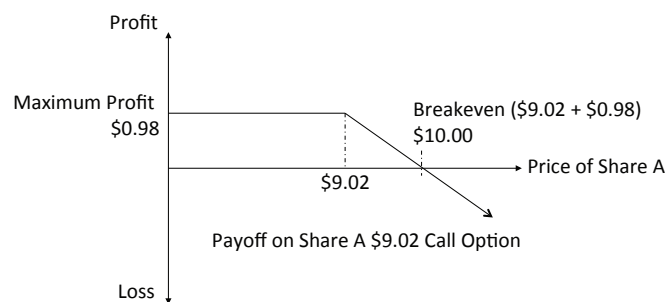 Profit
Maximum Profit
$0.98
Breakeven ($9.02 + $0.98)
$10.00
Price of Share A
$9.02
Payoff on Share A $9.02 Call Option
Loss